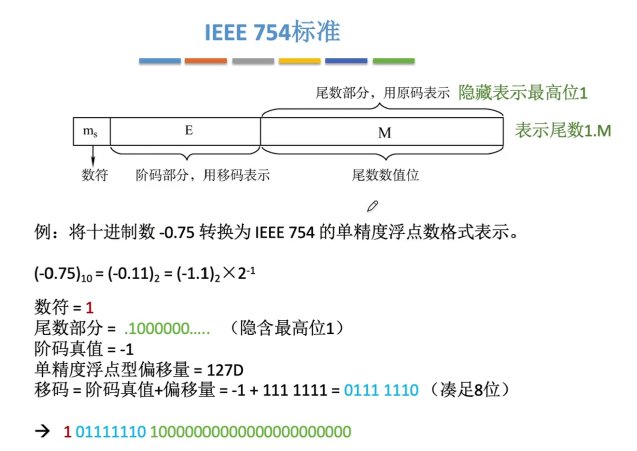 IEEE 754标准
尾数部分，用原码表示 隐藏表示最高位1
mₛ E M 表示尾数1.M
数符 阶码部分，用移码表示 尾数数值位
例：将十进制数 -0.75 转换为 IEEE 754 的单精度浮点数格式表示。
(-0.75)₁₀ = (-0.11)₂ = (-1.1)₂×2⁻¹
数符 = 1
尾数部分 = .1000000..... （隐含最高位1）
阶码真值 = -1
单精度浮点型偏移量 = 127D
移码 = 阶码真值+偏移量 = -1 + 111 1111 = 0111 1110 （凑足8位）
→ 1 01111110 10000000000000000000000